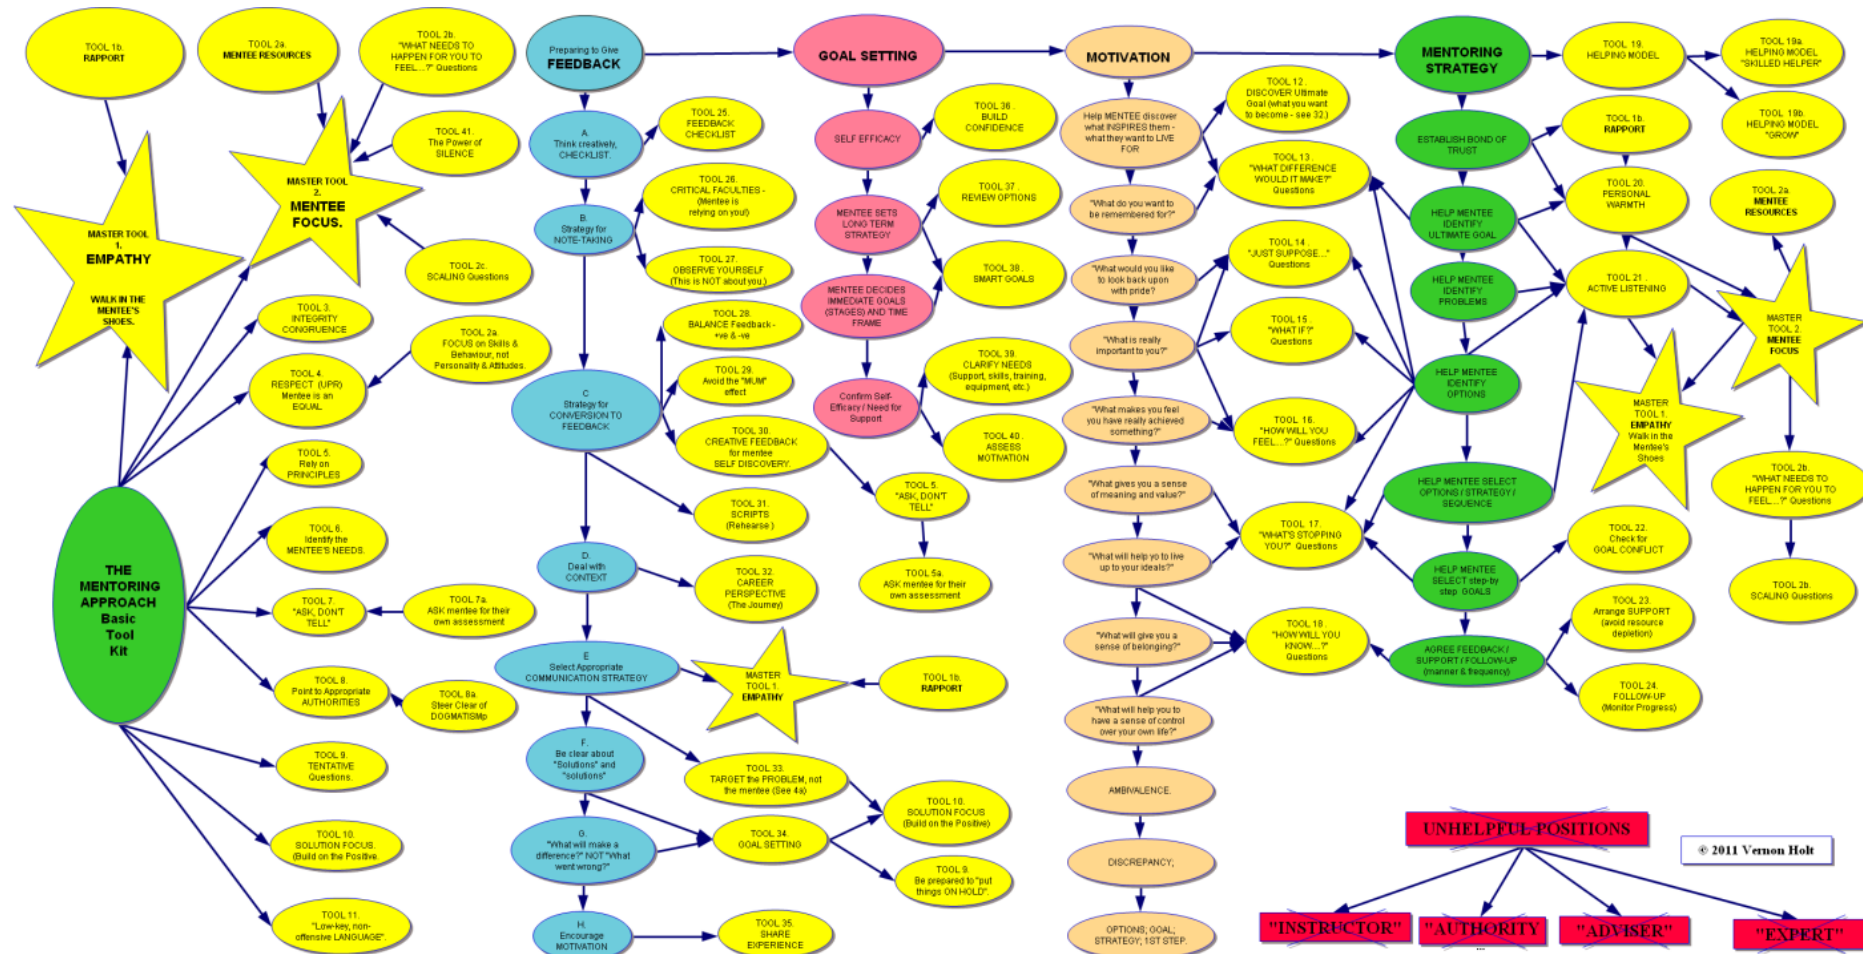 TOOL 1b.
RAPPORT
TOOL 2a.
MENTEE RESOURCES
TOOL 2b.
"WHAT NEEDS TO
HAPPEN FOR YOU TO
FEEL....?" Questions
TOOL 41.
The Power of
SILENCE
MASTER TOOL
2.
MENTEE
FOCUS.
MASTER TOOL
1.
EMPATHY
WALK IN THE
MENTEE'S
SHOES.
TOOL 2c.
SCALING Questions
TOOL 3.
INTEGRITY
CONGRUENCE
TOOL 2a.
FOCUS on Skills &
Behaviour, not
Personality & Attitudes.
TOOL 4.
RESPECT (UPR)
Mentee is an
EQUAL
TOOL 5.
Rely on
PRINCIPLES
TOOL 6.
Identify the
MENTEE'S NEEDS.
THE
MENTORING
APPROACH
Basic
Tool
Kit
TOOL 7.
"ASK, DON'T
TELL"
TOOL 7a.
ASK mentee for their
own assessment
TOOL 8.
Point to Appropriate
AUTHORITIES
TOOL 8a.
Steer Clear of
DOGMATISMp
TOOL 9.
TENTATIVE
Questions.
TOOL 10.
SOLUTION FOCUS.
(Build on the Positive.
TOOL 11.
"Low-key, non-
offensive LANGUAGE".
Preparing to Give
FEEDBACK
A.
Think creatively,
CHECKLIST.
TOOL 25.
FEEDBACK
CHECKLIST
B.
Strategy for
NOTE-TAKING
TOOL 26.
CRITICAL FACULTIES -
(Mentee is
relying on you!)
TOOL 27.
OBSERVE YOURSELF
(This is NOT about you.)
TOOL 28.
BALANCE Feedback -
+ve & -ve
TOOL 29.
Avoid the "MUM"
effect
C
Strategy for
CONVERSION TO
FEEDBACK
TOOL 30.
CREATIVE FEEDBACK
for mentee
SELF DISCOVERY.
TOOL 5.
"ASK, DON'T
TELL"
TOOL 5a.
ASK mentee for their
own assessment
TOOL 31.
SCRIPTS
(Rehearse )
D.
Deal with
CONTEXT
TOOL 32.
CAREER
PERSPECTIVE
(The Journey)
E
Select Appropriate
COMMUNICATION STRATEGY
MASTER
TOOL 1.
EMPATHY
TOOL 1b.
RAPPORT
F.
Be clear about
"Solutions" and
"solutions"
TOOL 33.
TARGET the PROBLEM, not
the mentee (See 4a)
TOOL 10.
SOLUTION FOCUS
(Build on the Positive)
G.
"What will make a
difference?" NOT "What
went wrong?"
TOOL 34.
GOAL SETTING
TOOL 9.
Be prepared to "put
things ON HOLD".
H.
Encourage
MOTIVATION
TOOL 35.
SHARE
EXPERIENCE
GOAL SETTING
SELF EFFICACY
TOOL 36 .
BUILD
CONFIDENCE
MENTEE SETS
LONG TERM
STRATEGY
TOOL 37 .
REVIEW OPTIONS
MENTEE DECIDES
IMMEDIATE GOALS
(STAGES) AND TIME
FRAME
TOOL 38 .
SMART GOALS
TOOL 39.
CLARIFY NEEDS
(Support, skills, training,
equipment, etc.)
Confirm Self-
Efficacy / Need for
Support
TOOL 40 .
ASSESS
MOTIVATION
MOTIVATION
Help MENTEE discover
what INSPIRES them -
what they want to LIVE
FOR
TOOL 12 .
DISCOVER Ultimate
Goal (what you want
to become - see 32.)
TOOL 13 .
"WHAT DIFFERENCE
WOULD IT MAKE?"
Questions
"What do you want to
be remembered for?"
"What would you like
to look back upon
with pride?
TOOL 14 .
"JUST SUPPOSE...."
Questions
"What is really
important to you?"
TOOL 15 .
"WHAT IF?"
Questions
"What makes you feel
you have really achieved
something?"
TOOL 16 .
"HOW WILL YOU
FEEL....?" Questions
"What gives you a sense
of meaning and value?"
TOOL 17.
"WHAT'S STOPPING
YOU?" Questions
"What will help yo to live
up to your ideals?"
"What will give you a
sense of belonging?"
TOOL 18 .
"HOW WILL YOU
KNOW....?"
Questions
"What will help you to
have a sense of control
over your own life?"
AMBIVALENCE.
DISCREPANCY;
OPTIONS; GOAL;
STRATEGY; 1ST STEP.
MENTORING
STRATEGY
TOOL 19.
HELPING MODEL
TOOL 19a.
HELPING MODEL
"SKILLED HELPER"
TOOL 19b.
HELPING MODEL
"GROW"
ESTABLISH BOND OF
TRUST
TOOL 1b.
RAPPORT
TOOL 20.
PERSONAL
WARMTH
TOOL 2a.
MENTEE
RESOURCES
HELP MENTEE
IDENTIFY
ULTIMATE GOAL
HELP MENTEE
IDENTIFY
PROBLEMS
TOOL 21 .
ACTIVE LISTENING
MASTER
TOOL 2.
MENTEE
FOCUS
HELP MENTEE
IDENTIFY
OPTIONS
MASTER
TOOL 1.
EMPATHY
Walk in the
Mentee's
Shoes
TOOL 2b.
"WHAT NEEDS TO
HAPPEN FOR YOU TO
FEEL....?" Questions
HELP MENTEE SELECT
OPTIONS / STRATEGY /
SEQUENCE
TOOL 22.
Check for
GOAL CONFLICT
TOOL 2b.
SCALING Questions
HELP MENTEE
SELECT step-by
step GOALS
TOOL 23.
Arrange SUPPORT
(avoid resource
depletion)
AGREE FEEDBACK /
SUPPORT / FOLLOW-UP
(manner & frequency)
TOOL 24.
FOLLOW-UP
(Monitor Progress)
UNHELPFUL POSITIONS
© 2011 Vernon Holt
"INSTRUCTOR"
"AUTHORITY
...
"ADVISER"
"EXPERT"